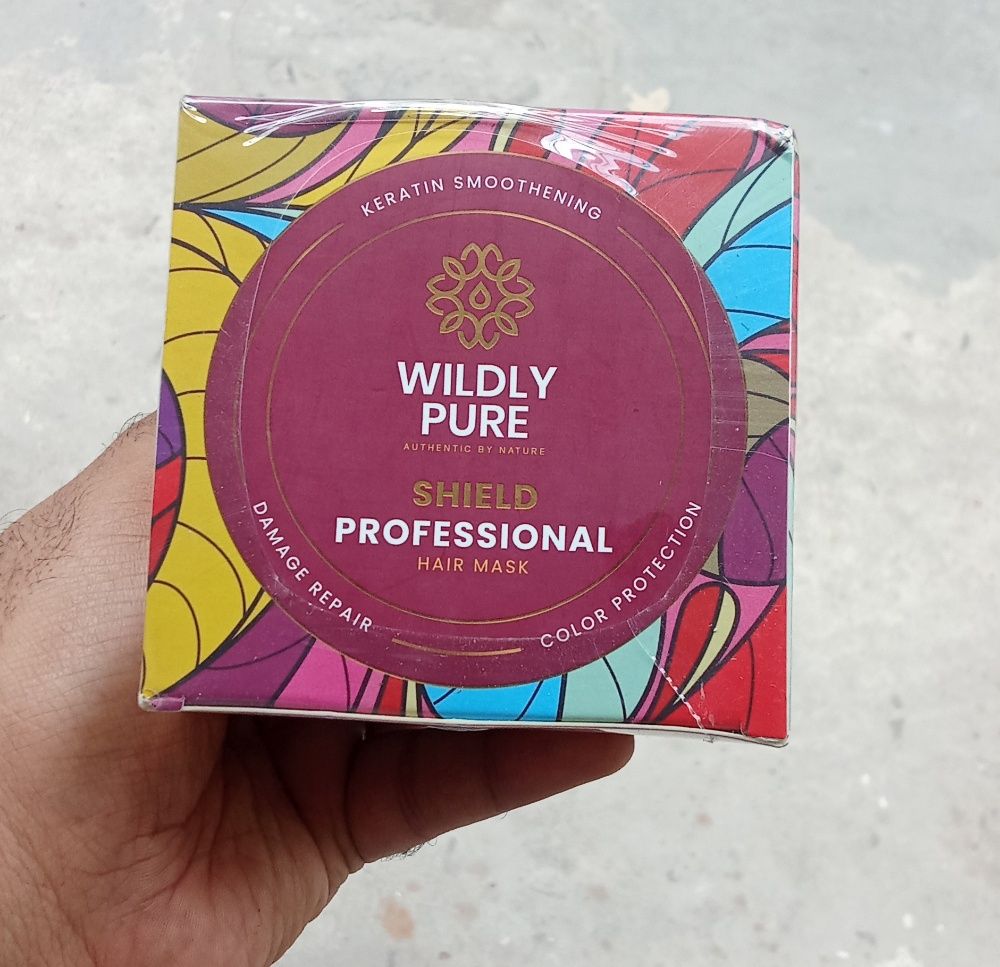 KERATIN SMOOTHENING
WILDLY
PURE
AUTHENTIC BY NATURE
SHIELD
PROFESSIONAL
HAIR MASK
DAMAGE REPAIR
COLOR PROTECTION